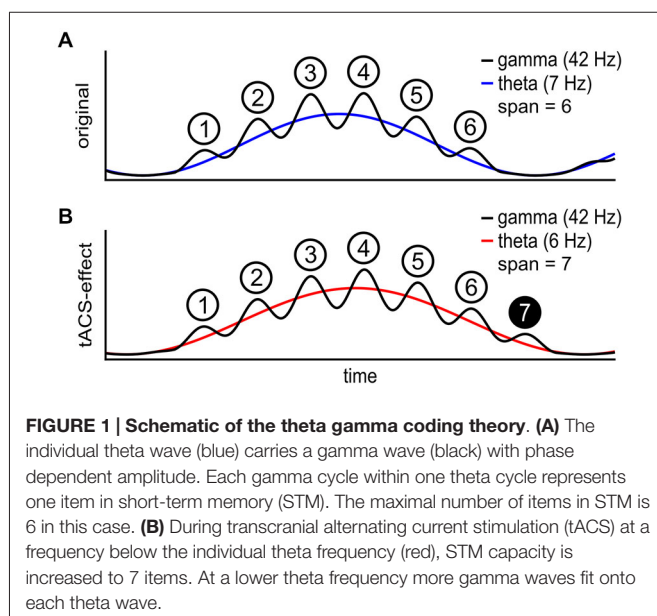 A
original
1
2
3
4
5
6
gamma (42 Hz)
theta (7 Hz)
span = 6
B
tACS-effect
1
2
3
4
5
6
7
gamma (42 Hz)
theta (6 Hz)
span = 7
time
FIGURE 1 | Schematic of the theta gamma coding theory. (A) The
individual theta wave (blue) carries a gamma wave (black) with phase
dependent amplitude. Each gamma cycle within one theta cycle represents
one item in short-term memory (STM). The maximal number of items in STM is
6 in this case. (B) During transcranial alternating current stimulation (tACS) at a
frequency below the individual theta frequency (red), STM capacity is
increased to 7 items. At a lower theta frequency more gamma waves fit onto
each theta wave.